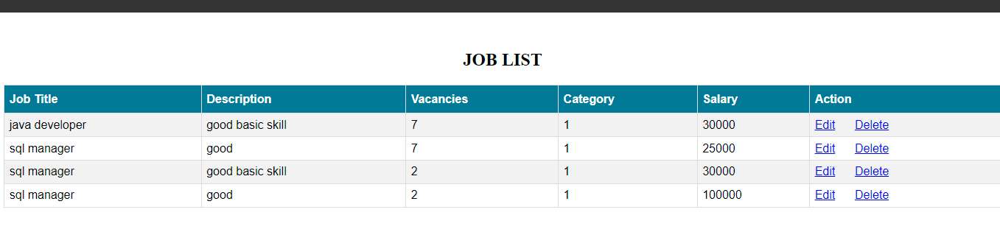 JOB LIST
Job Title Description Vacancies Category Salary Action
java developer good basic skill 7 1 30000 Edit Delete
sql manager good 7 1 25000 Edit Delete
sql manager good basic skill 2 1 30000 Edit Delete
sql manager good 2 1 100000 Edit Delete